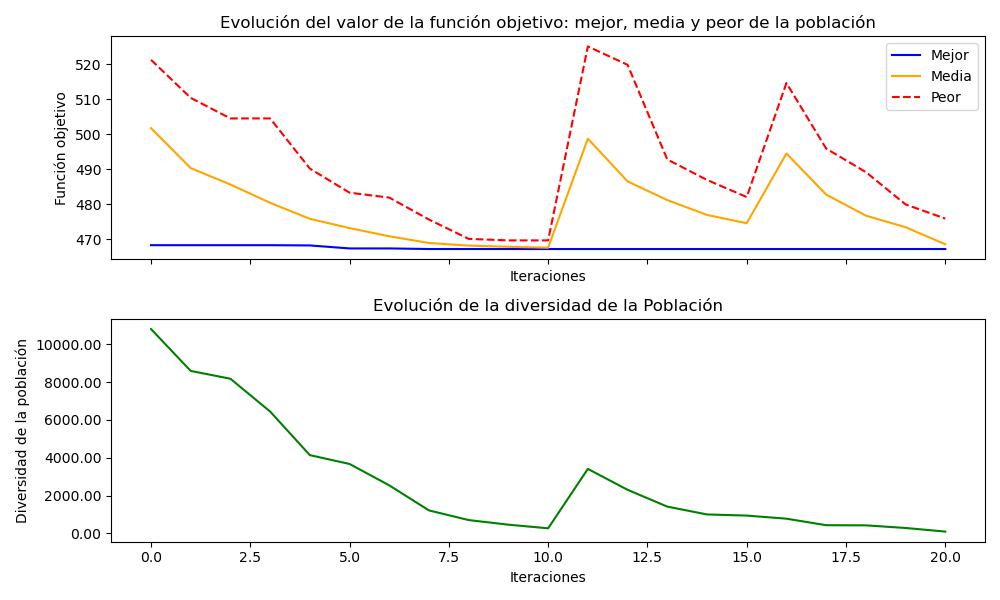 Evolución del valor de la función objetivo: mejor, media y peor de la población
Función objetivo
520
510
500
490
480
470
Mejor
Media
Peor
Iteraciones
Evolución de la diversidad de la Población
Diversidad de la población
10000.00
8000.00
6000.00
4000.00
2000.00
0.00
0.0 2.5 5.0 7.5 10.0 12.5 15.0 17.5 20.0
Iteraciones